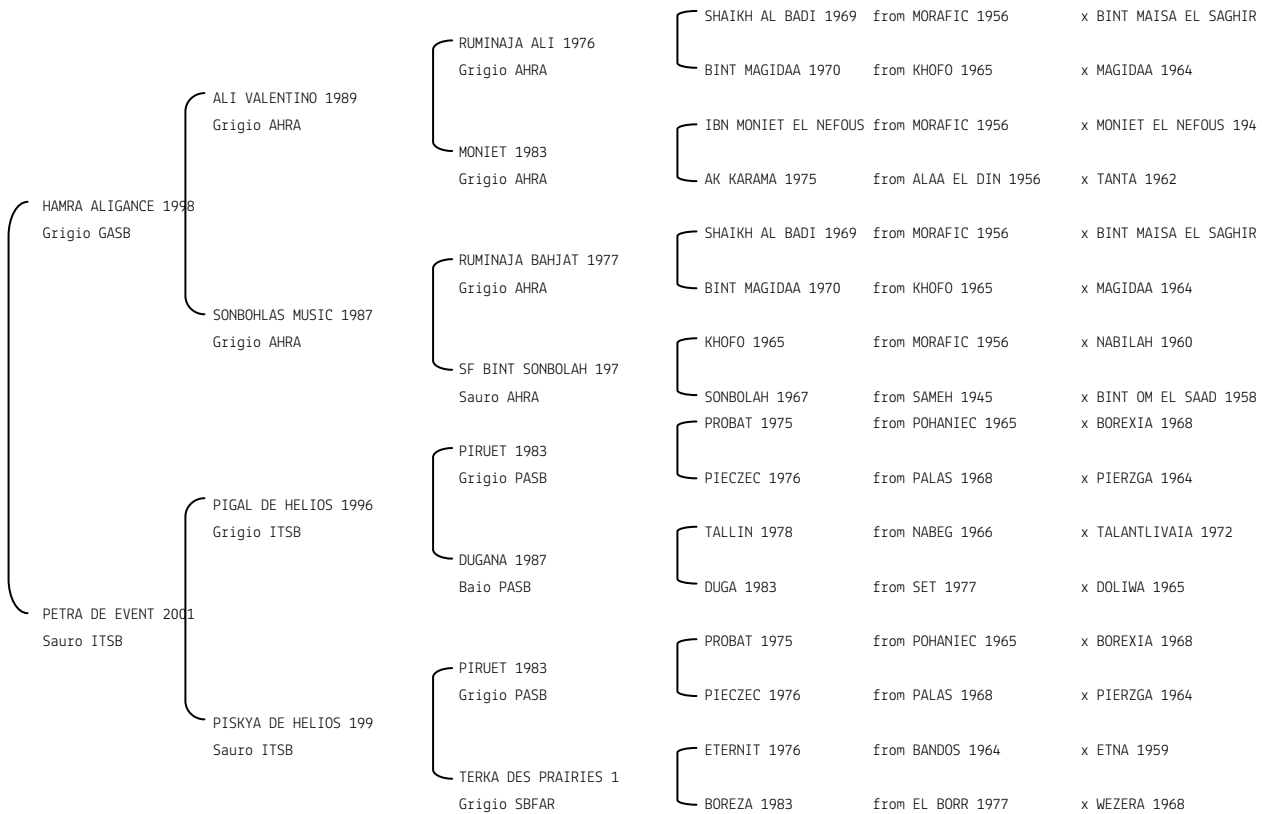 SHAIKH AL BADI 1969 from MORAFIC 1956 x BINT MAISA EL SAGHIR
RUMINAJA ALI 1976
Grigio AHRA
BINT MAGIDAA 1970 from KHOFO 1965 x MAGIDAA 1964
ALI VALENTINO 1989
Grigio AHRA
IBN MONIET EL NEFOUS from MORAFIC 1956 x MONIET EL NEFOUS 194
MONIET 1983
Grigio AHRA
AK KARAMA 1975 from ALAA EL DIN 1956 x TANTA 1962
HAMRA ALIGANCE 1998
Grigio GASB
SHAIKH AL BADI 1969 from MORAFIC 1956 x BINT MAISA EL SAGHIR
RUMINAJA BAHJAT 1977
Grigio AHRA
BINT MAGIDAA 1970 from KHOFO 1965 x MAGIDAA 1964
SONBOHLAS MUSIC 1987
Grigio AHRA
KHOFO 1965 from MORAFIC 1956 x NABILAH 1960
SF BINT SONBOLAH 197
Sauro AHRA
SONBOLAH 1967 from SAMEH 1945 x BINT OM EL SAAD 1958
PROBAT 1975 from POHANIEC 1965 x BOREXIA 1968
PIRUET 1983
Grigio PASB
PIECZEC 1976 from PALAS 1968 x PIERZGA 1964
PIGAL DE HELIOS 1996
Grigio ITSB
TALLIN 1978 from NABEG 1966 x TALANTLIVAIA 1972
DUGANA 1987
Baio PASB
DUGA 1983 from SET 1977 x DOLIWA 1965
PETRA DE EVENT 2001
Sauro ITSB
PROBAT 1975 from POHANIEC 1965 x BOREXIA 1968
PIRUET 1983
Grigio PASB
PIECZEC 1976 from PALAS 1968 x PIERZGA 1964
PISKYA DE HELIOS 199
Sauro ITSB
ETERNIT 1976 from BANDOS 1964 x ETNA 1959
TERKA DES PRAIRIES 1
Grigio SBFAR
BOREZA 1983 from EL BORR 1977 x WEZERA 1968